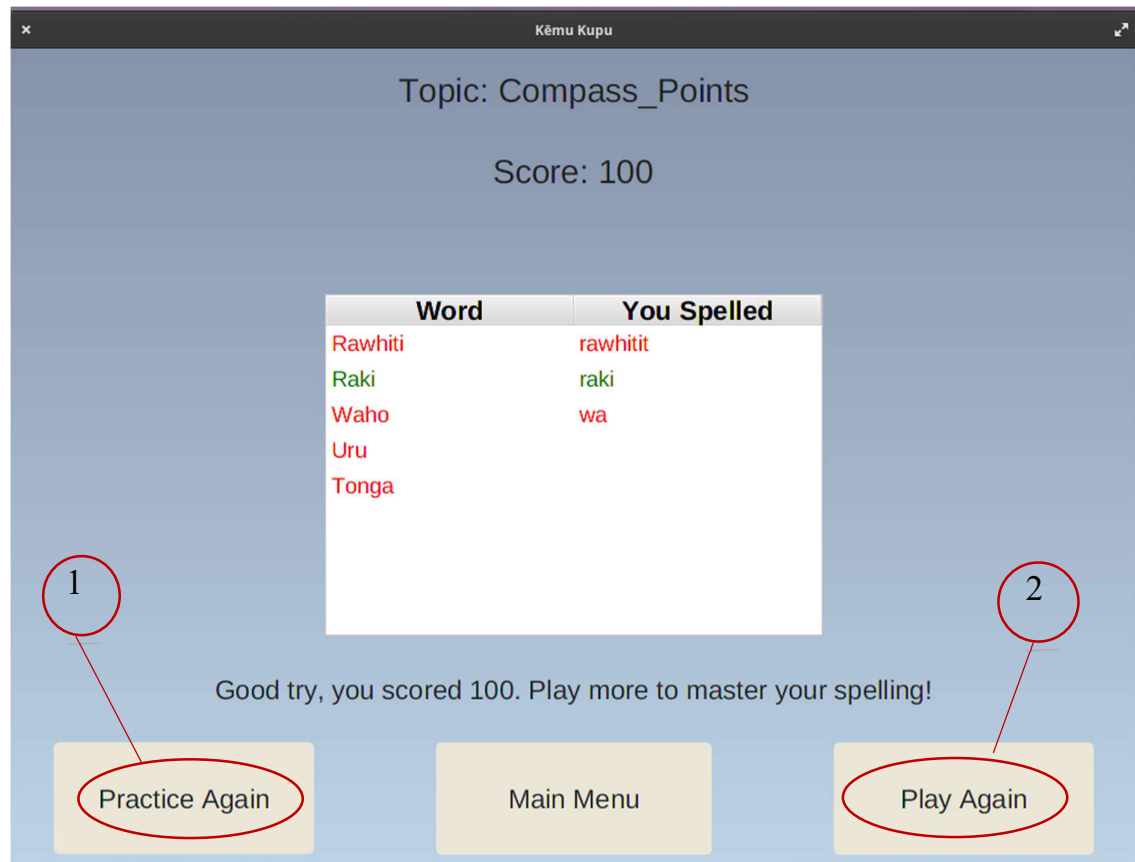 Kēmu Kupu
Topic: Compass_Points
Score: 100
Word You Spelled
Rawhiti rawhitit
Raki raki
Waho wa
Uru
Tonga
1
2
Good try, you scored 100. Play more to master your spelling!
Practice Again Main Menu Play Again